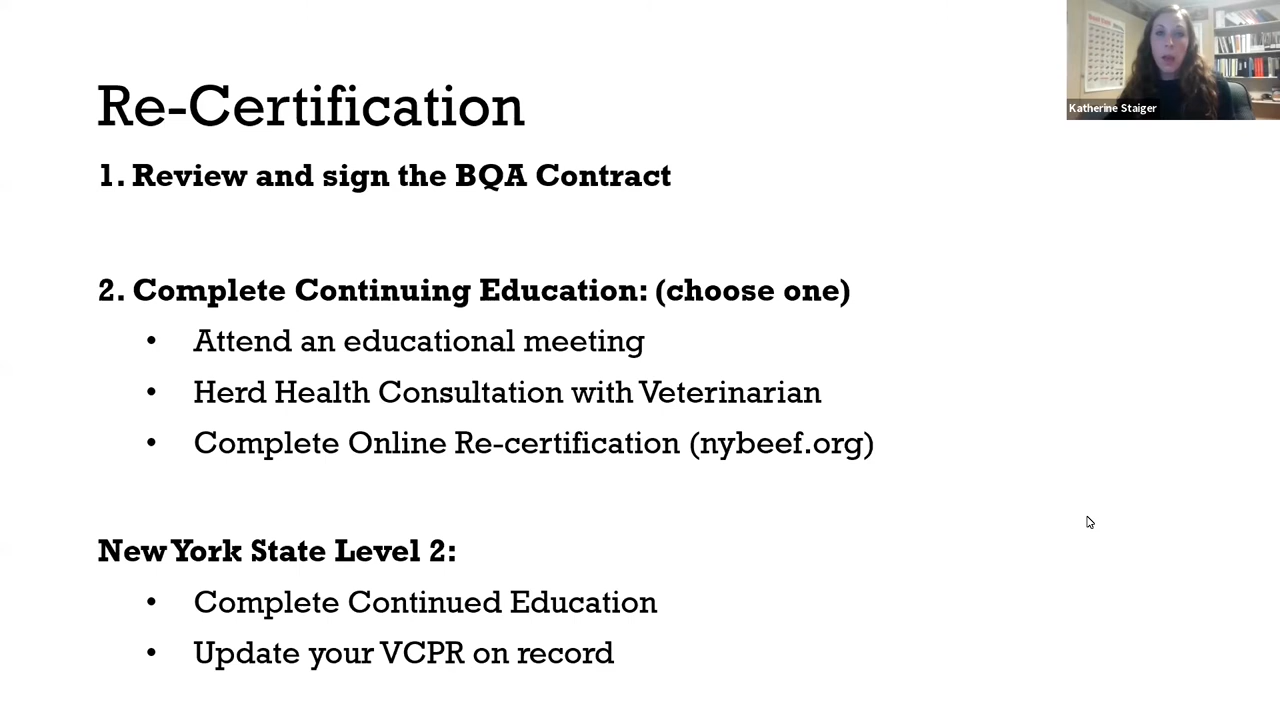 Re-Certification
Katherine Staiger
1. Review and sign the BQA Contract
2. Complete Continuing Education: (choose one)
• Attend an educational meeting
• Herd Health Consultation with Veterinarian
• Complete Online Re-certification (nybeef.org)
New York State Level 2:
• Complete Continued Education
• Update your VCPR on record